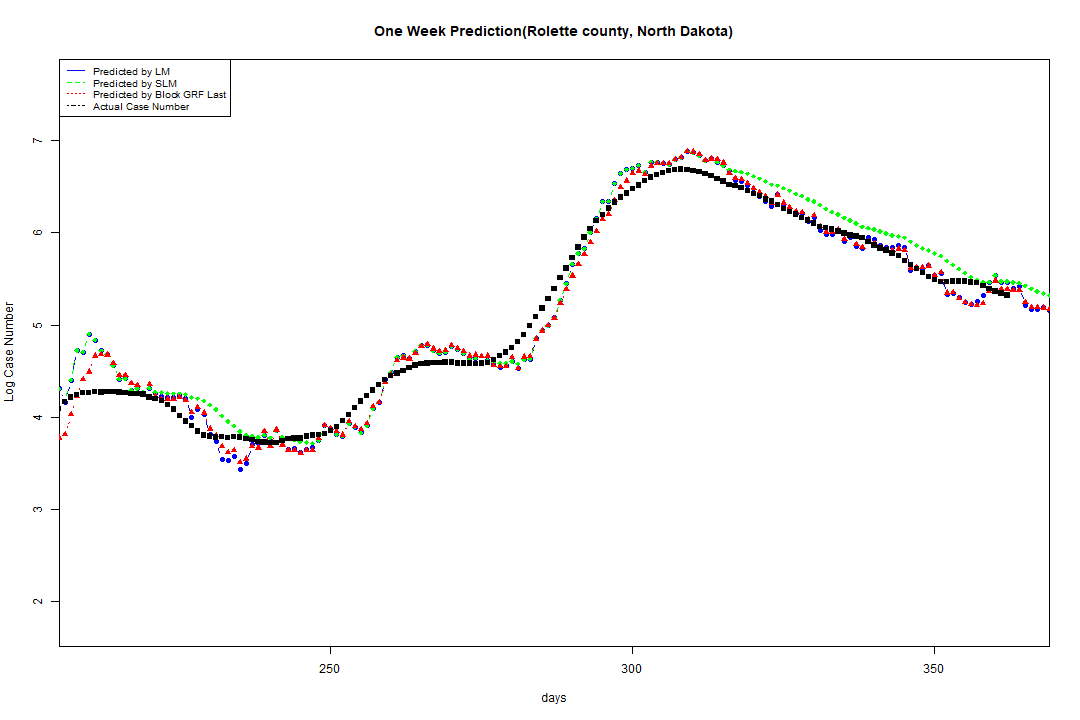 One Week Prediction(Rolette county, North Dakota)
Predicted by LM
Predicted by SLM
Predicted by Block GRF Last
Actual Case Number
7
6
5
4
3
2
Log Case Number
250 300 350
days